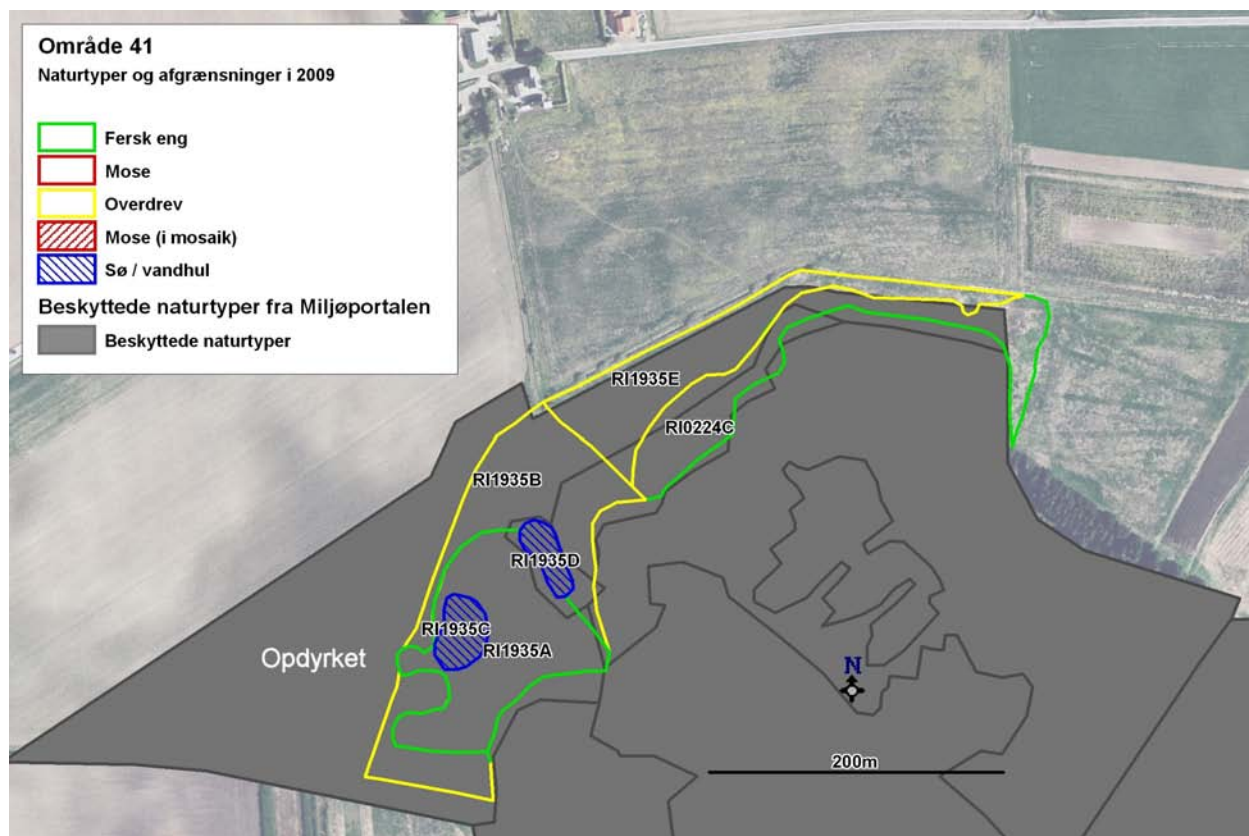 Område 41
Naturtyper og afgrænsninger i 2009
Fersk eng
Mose
Overdrev
Mose (i mosaik)
Sø / vandhul
Beskyttede naturtyper fra Miljøportalen
Beskyttede naturtyper
RI1935E
RI0224C
RI1935B
RI1935D
RI1935C
RI1935A
Opdyrket
N
200m